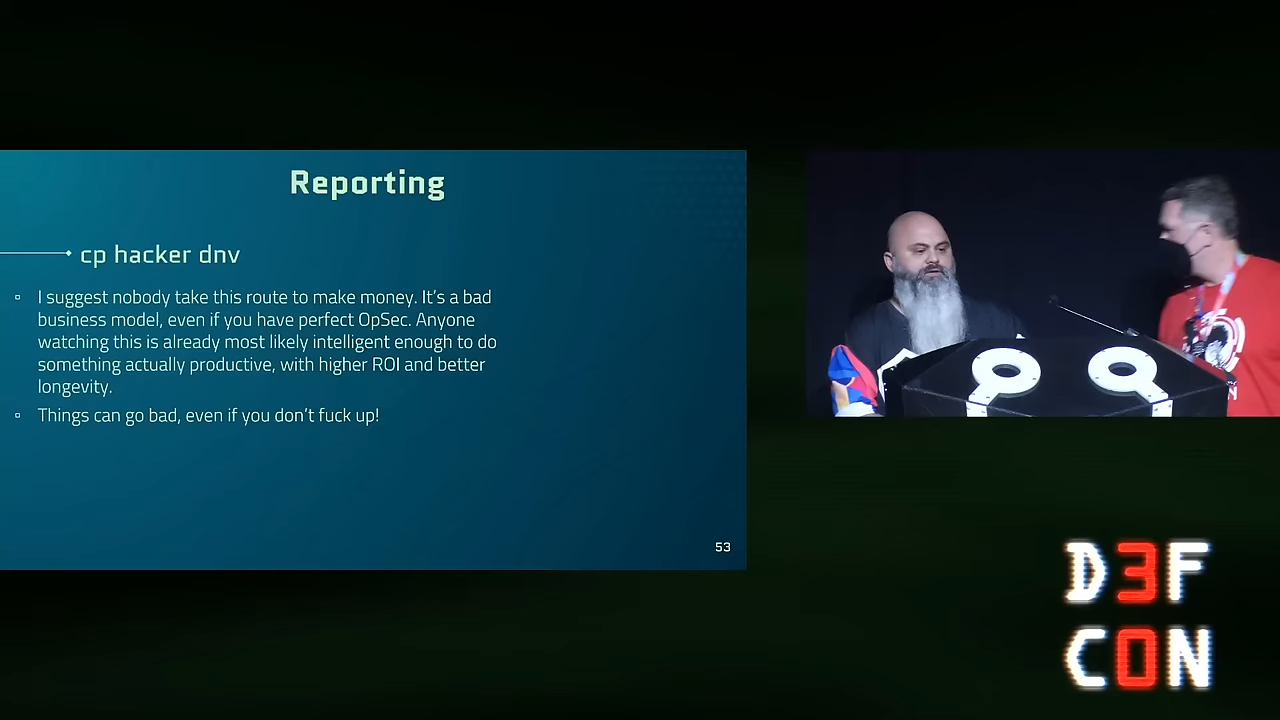 Reporting
cp hacker dnv
I suggest nobody take this route to make money. It's a bad
business model, even if you have perfect OpSec. Anyone
watching this is already most likely intelligent enough to do
something actually productive, with higher ROI and better
longevity.
Things can go bad, even if you don't fuck up!
53
D3F
C0N